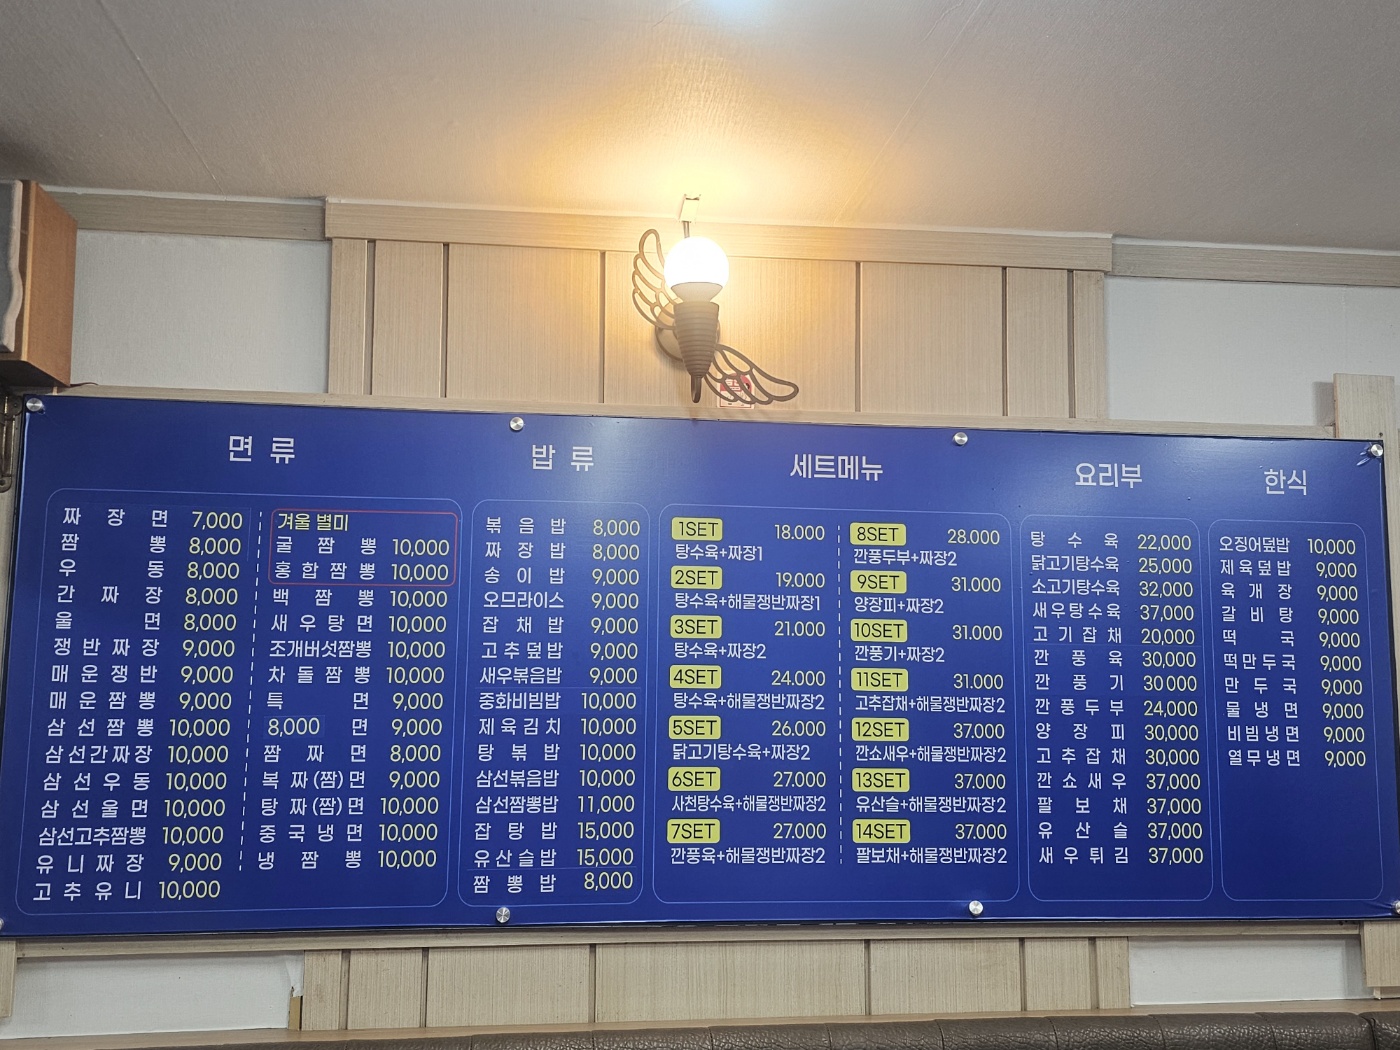 면 류
짜 장 면 7,000
짬 뽕 8,000
우 동 8,000
간 짜 장 8,000
울 면 8,000
쟁 반 짜 장 9,000
매 운 쟁 반 9,000
매 운 짬 뽕 9,000
삼 선 짬 뽕 10,000
삼선간짜장 10,000
삼 선 우 동 10,000
삼 선 울 면 10,000
삼선고추짬뽕 10,000
유 니 짜 장 9,000
고 추 유 니 10,000
겨울 별미
굴 짬 뽕 10,000
홍 합 짬 뽕 10,000
백 짬 뽕 10,000
새 우 탕 면 10,000
조개버섯짬뽕 10,000
차 돌 짬 뽕 10,000
특 면 9,000
8,000 면 9,000
짬 짜 면 8,000
복 짜 (짬) 면 9,000
탕 짜 (짬) 면 10,000
중 국 냉 면 10,000
냉 짬 뽕 10,000
밥 류
볶 음 밥 8,000
짜 장 밥 8,000
송 이 밥 9,000
오므라이스 9,000
잡 채 밥 9,000
고 추 덮 밥 9,000
새우볶음밥 9,000
중화비빔밥 10,000
제 육 김 치 10,000
탕 볶 밥 10,000
삼선볶음밥 10,000
삼선짬뽕밥 11,000
잡 탕 밥 15,000
유 산 슬 밥 15,000
짬 뽕 밥 8,000
세트메뉴
1SET 18.000
탕수육+짜장1
2SET 19.000
탕수육+해물쟁반짜장1
3SET 21.000
탕수육+짜장2
4SET 24.000
탕수육+해물쟁반짜장2
5SET 26.000
닭고기탕수육+짜장2
6SET 27.000
사천탕수육+해물쟁반짜장2
7SET 27.000
깐풍육+해물쟁반짜장2
8SET 28.000
깐풍두부+짜장2
9SET 31.000
양장피+짜장2
10SET 31.000
깐풍기+짜장2
11SET 31.000
고추잡채+해물쟁반짜장2
12SET 37.000
깐쇼새우+해물쟁반짜장2
13SET 37.000
유산슬+해물쟁반짜장2
14SET 37.000
팔보채+해물쟁반짜장2
요리부
탕 수 육 22,000
닭고기탕수육 25,000
소고기탕수육 32,000
새우탕수육 37,000
고 기 잡 채 20,000
깐 풍 육 30,000
깐 풍 기 30 000
깐 풍 두 부 24,000
양 장 피 30,000
고 추 잡 채 30,000
깐 쇼 새 우 37,000
팔 보 채 37,000
유 산 슬 37,000
새 우 튀 김 37,000
한식
오징어덮밥 10,000
제 육 덮 밥 9,000
육 개 장 9,000
갈 비 탕 9,000
떡 국 9,000
떡 만 두 국 9,000
만 두 국 9,000
물 냉 면 9,000
비 빔 냉 면 9,000
열 무 냉 면 9,000